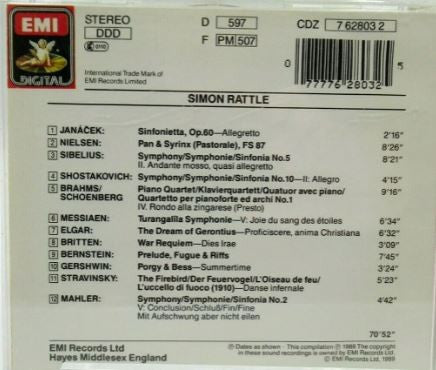 EMI
DIGITAL
STEREO
DDD
D 597
F PM 507
CDZ 7 62803 2
International Trade Mark of
EMI Records Limited
0 77776 28032 5
SIMON RATTLE
1 JANÁČEK: Sinfonietta, Op.60–Allegretto 2'16"
2 NIELSEN: Pan & Syrinx (Pastorale), FS 87 8'26"
3 SIBELIUS: Symphony/Symphonie/Sinfonia No.5 8'21"
II. Andante mosso, quasi allegretto
4 SHOSTAKOVICH: Symphony/Symphonie/Sinfonia No.10–II: Allegro 4'15"
5 BRAHMS/ Piano Quartet/Klavierquartett/Quatuor avec piano/ 9'16"
SCHOENBERG Quartetto per pianoforte ed archi No.1
IV. Rondo alla zingarese (Presto)
6 MESSIAEN: Turangalîla Symphonie–V: Joie du sang des étoiles 6'34"
7 ELGAR: The Dream of Gerontius–Proficiscere, anima Christiana 6'32"
8 BRITTEN: War Requiem–Dies Irae 3'09"
9 BERNSTEIN: Prelude, Fugue & Riffs 7'45"
10 GERSHWIN: Porgy & Bess–Summertime 3'24"
11 STRAVINSKY: The Firebird/Der Feuervogel/L'Oiseau de feu/ 5'23"
L'uccello di fuoco (1910)–Danse infernale
12 MAHLER: Symphony/Symphonie/Sinfonia No.2 4'42"
V: Conclusion/Schluß/Fin/Fine
Mit Aufschwung aber nicht eilen
70'52"
EMI Records Ltd
Hayes Middlesex England
Ⓟ Dates as shown · This compilation Ⓟ 1989 The copyright
in these sound recordings is owned by EMI Records Ltd.
© EMI Records Ltd, 1989